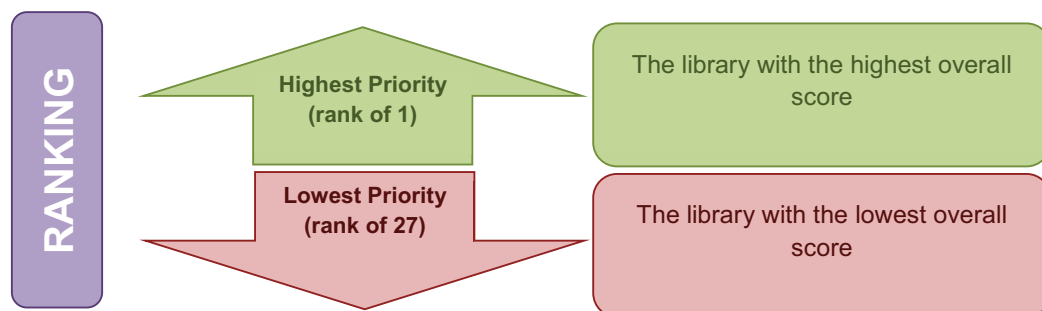 RANKING
Highest Priority
(rank of 1)
The library with the highest overall
score
Lowest Priority
(rank of 27)
The library with the lowest overall
score